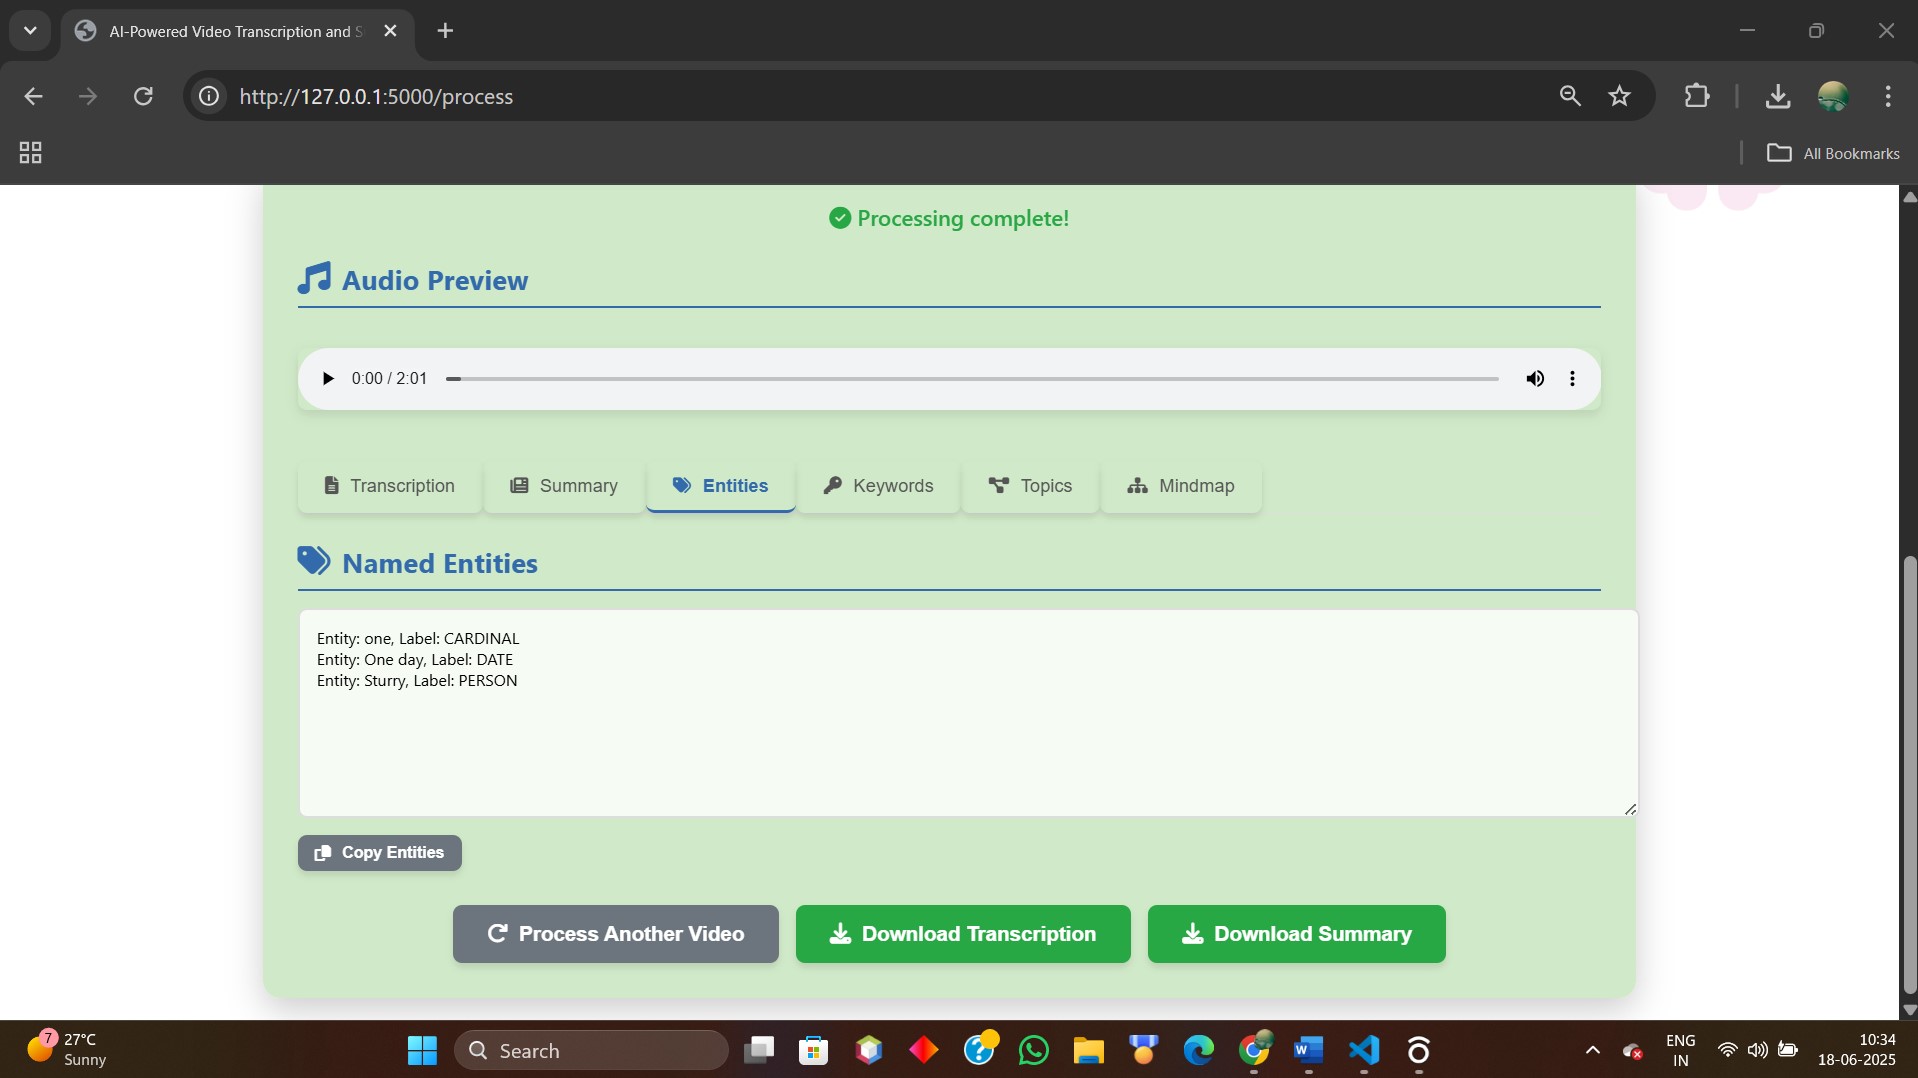 AI-Powered Video Transcription and S
http://127.0.0.1:5000/process
All Bookmarks
Processing complete!
Audio Preview
0:00 / 2:01
Transcription
Summary
Entities
Keywords
Topics
Mindmap
Named Entities
Entity: one, Label: CARDINAL
Entity: One day, Label: DATE
Entity: Sturry, Label: PERSON
Copy Entities
Process Another Video
Download Transcription
Download Summary
7
27°C
Sunny
Search
ENG
IN
10:34
18-06-2025